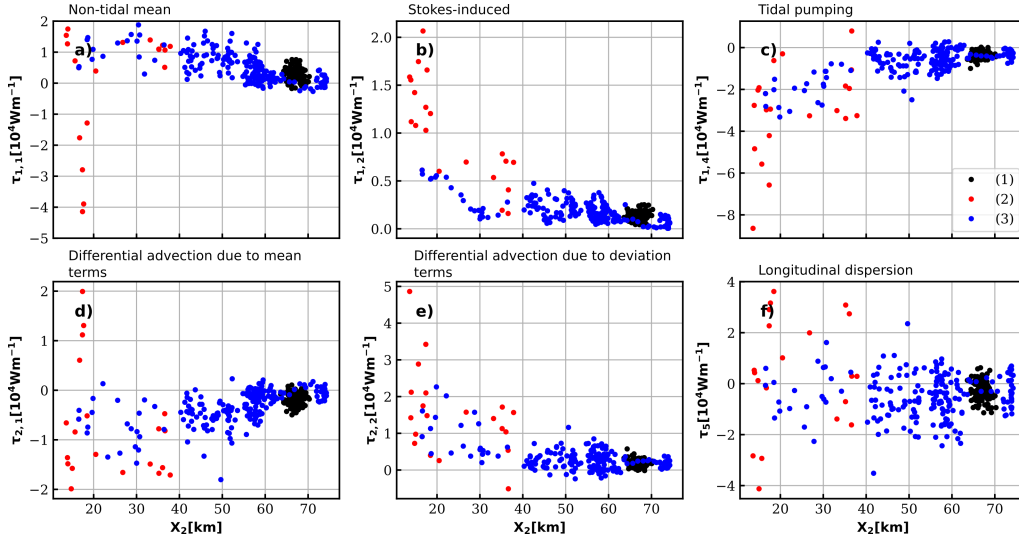 Non-tidal mean
Stokes-induced
Tidal pumping
a)
b)
c)
τ1,1[10⁴Wm⁻¹]
2
1
0
−1
−2
−3
−4
−5
τ1,2[10⁴Wm⁻¹]
2.0
1.5
1.0
0.5
0.0
τ1,4[10⁴Wm⁻¹]
0
−2
−4
−6
−8
(1)
(2)
(3)
Differential advection due to mean
terms
Differential advection due to deviation
terms
Longitudinal dispersion
d)
e)
f)
τ2,1[10⁴Wm⁻¹]
2
1
0
−1
−2
τ2,2[10⁴Wm⁻¹]
5
4
3
2
1
0
τ5[10⁴Wm⁻¹]
4
2
0
−2
−4
20 30 40 50 60 70
20 30 40 50 60 70
20 30 40 50 60 70
X2[km]
X2[km]
X2[km]